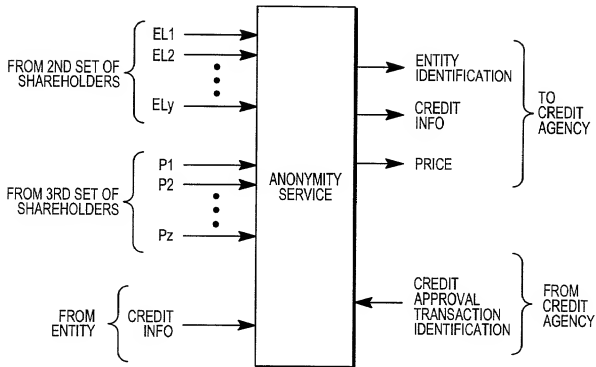 FROM 2ND SET OF
SHAREHOLDERS
EL1
EL2
ELy
FROM 3RD SET OF
SHAREHOLDERS
P1
P2
Pz
FROM
ENTITY
CREDIT
INFO
ANONYMITY
SERVICE
ENTITY
IDENTIFICATION
CREDIT
INFO
PRICE
TO
CREDIT
AGENCY
CREDIT
APPROVAL
TRANSACTION
IDENTIFICATION
FROM
CREDIT
AGENCY